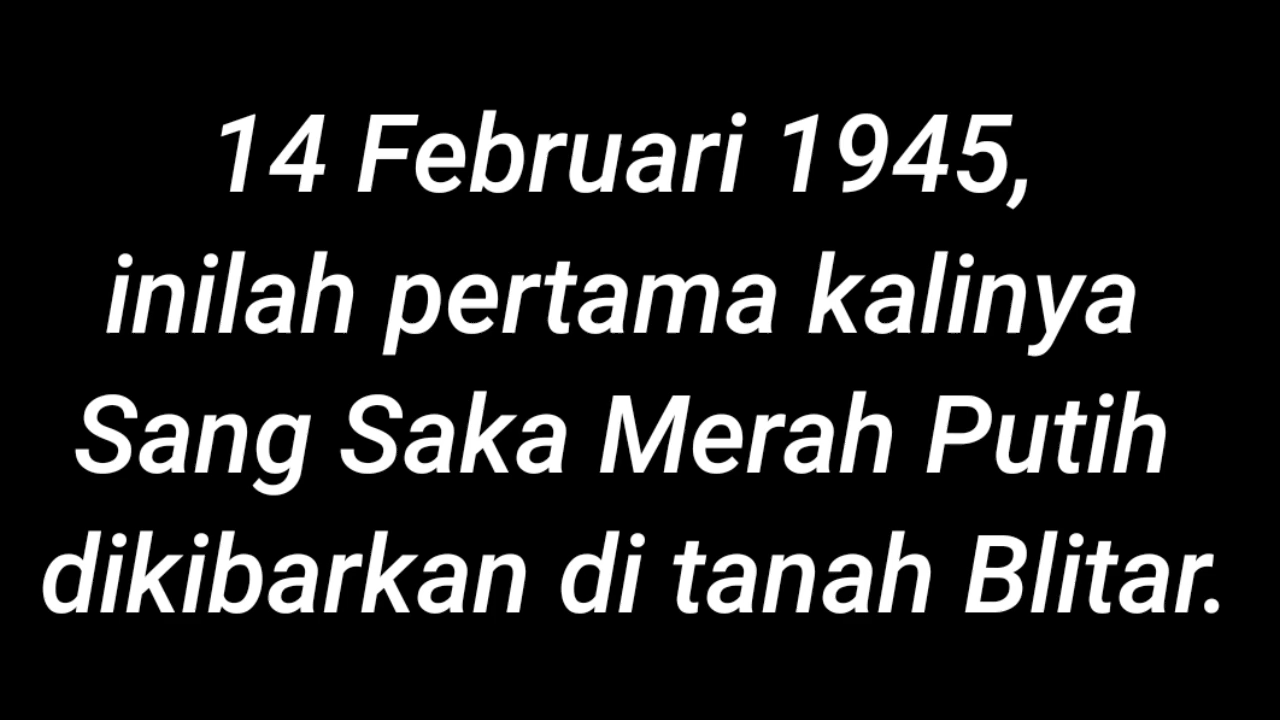 14 Februari 1945,
inilah pertama kalinya
Sang Saka Merah Putih
dikibarkan di tanah Blitar.